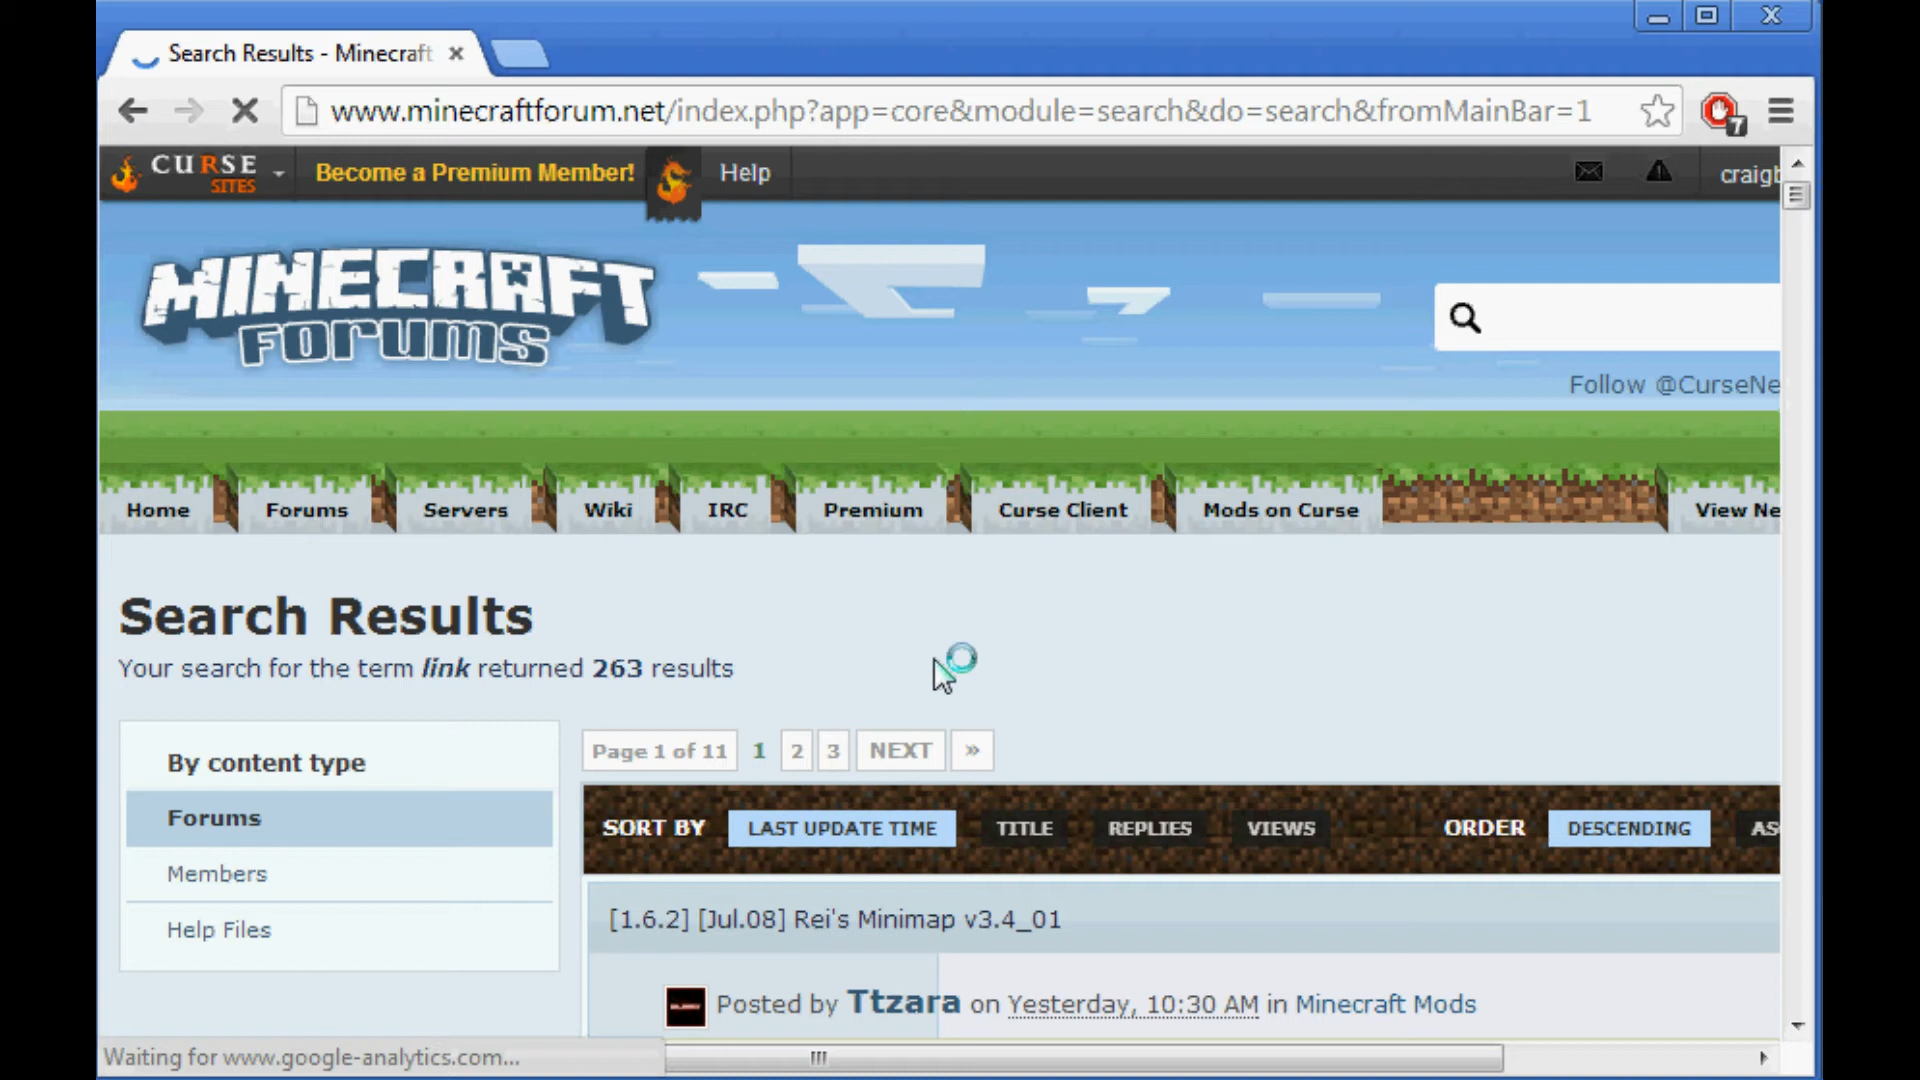 Search Results - Minecraft
www.minecraftforum.net/index.php?app=core&module=search&do=search&fromMainBar=1
7
CURSE
SITES
Become a Premium Member!
Help
craigb
MINECRAFT
FORUMS
Follow @CurseNe
Home
Forums
Servers
Wiki
IRC
Premium
Curse Client
Mods on Curse
View Ne
Search Results
Your search for the term link returned 263 results
By content type
Forums
Members
Help Files
Page 1 of 11 1 2 3 NEXT »
SORT BY LAST UPDATE TIME TITLE REPLIES VIEWS ORDER DESCENDING AS
[1.6.2] [Jul.08] Rei's Minimap v3.4_01
Posted by Ttzara on Yesterday, 10:30 AM in Minecraft Mods
Waiting for www.google-analytics.com...